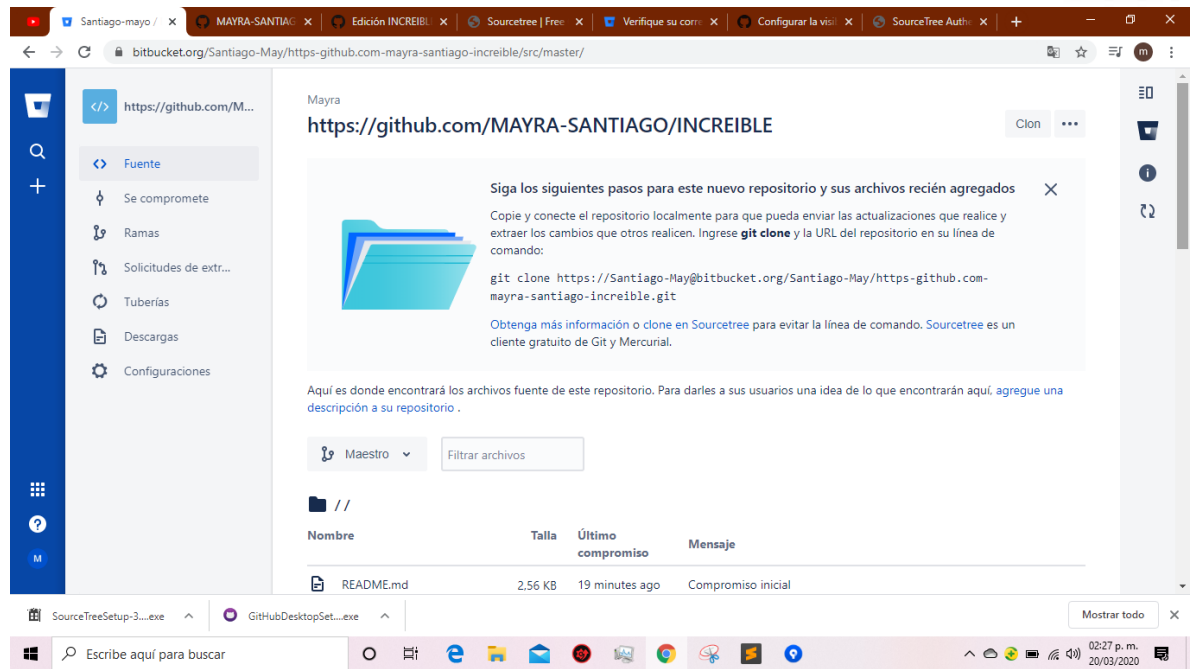 Santiago-mayo /
MAYRA-SANTIAG
Edición INCREIBL
Sourcetree | Free
Verifique su corre
Configurar la visi
SourceTree Authe
bitbucket.org/Santiago-May/https-github.com-mayra-santiago-increible/src/master/
m
https://github.com/M...
Fuente
Se compromete
Ramas
Solicitudes de extr...
Tuberías
Descargas
Configuraciones
M
Mayra
https://github.com/MAYRA-SANTIAGO/INCREIBLE
Clon
Siga los siguientes pasos para este nuevo repositorio y sus archivos recién agregados
Copie y conecte el repositorio localmente para que pueda enviar las actualizaciones que realice y
extraer los cambios que otros realicen. Ingrese git clone y la URL del repositorio en su línea de
comando:
git clone https://Santiago-May@bitbucket.org/Santiago-May/https-github.com-
mayra-santiago-increible.git
Obtenga más información o clone en Sourcetree para evitar la línea de comando. Sourcetree es un
cliente gratuito de Git y Mercurial.
Aquí es donde encontrará los archivos fuente de este repositorio. Para darles a sus usuarios una idea de lo que encontrarán aquí, agregue una
descripción a su repositorio .
Maestro
Filtrar archivos
/ /
Nombre Talla Último compromiso Mensaje
README.md 2,56 KB 19 minutes ago Compromiso inicial
SourceTreeSetup-3....exe
GitHubDesktopSet....exe
Mostrar todo
Escribe aquí para buscar
02:27 p. m.
20/03/2020